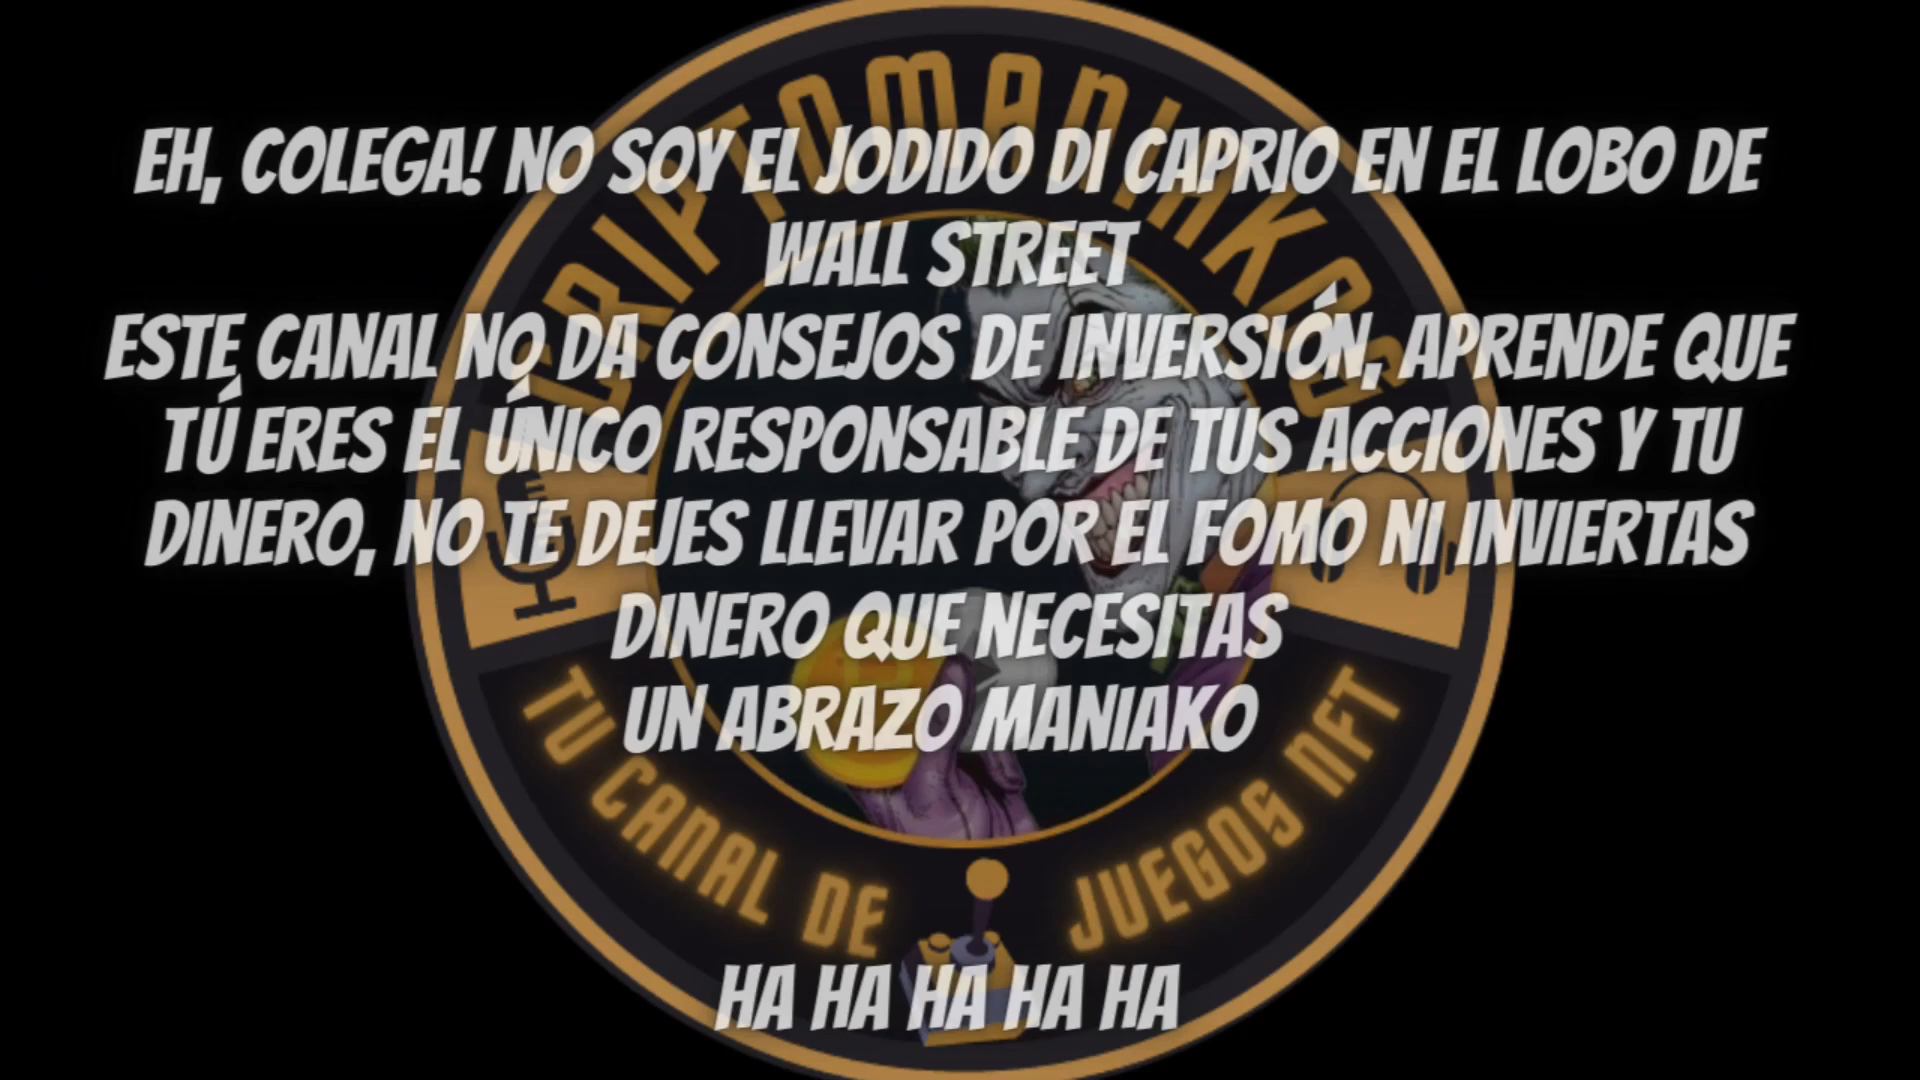 CRIPTOMANIAKOS
EH, COLEGA! NO SOY EL JODIDO DI CAPRIO EN EL LOBO DE
WALL STREET
ESTE CANAL NO DA CONSEJOS DE INVERSIÓN, APRENDE QUE
TÚ ERES EL ÚNICO RESPONSABLE DE TUS ACCIONES Y TU
DINERO, NO TE DEJES LLEVAR POR EL FOMO NI INVIERTAS
DINERO QUE NECESITAS
UN ABRAZO MANIAKO
TU CANAL DE JUEGOS NFT
HA HA HA HA HA